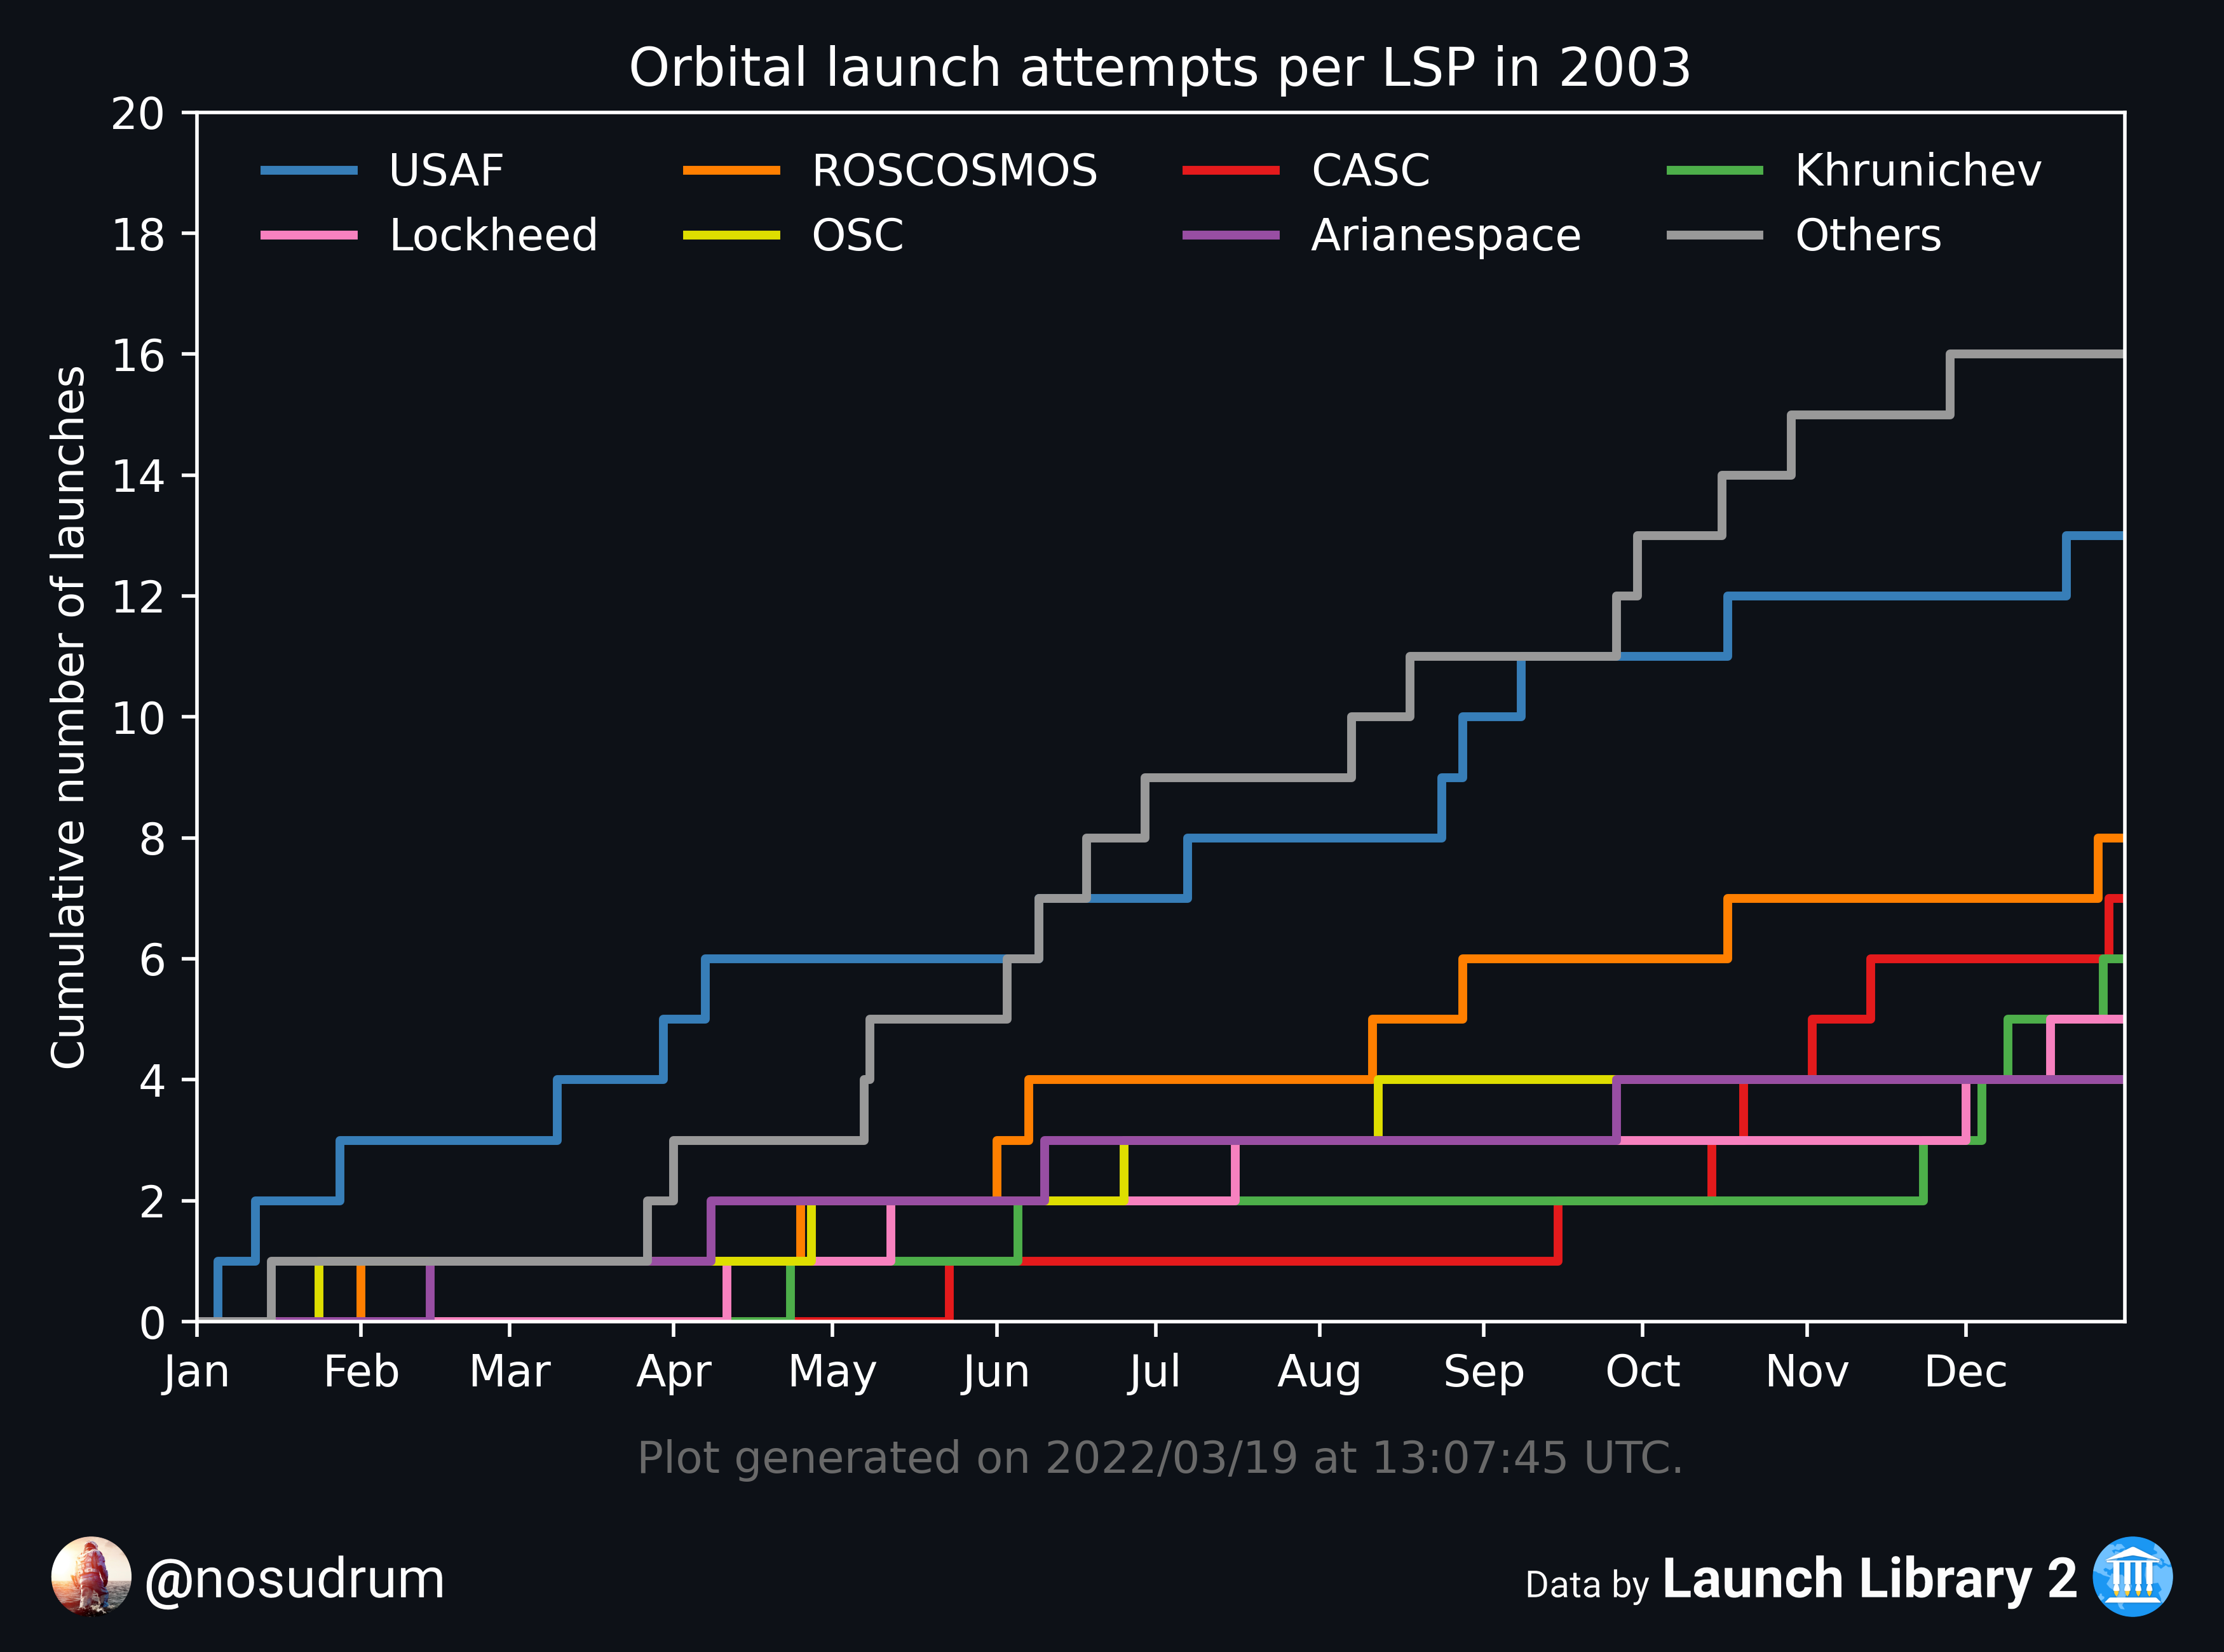 Orbital launch attempts per LSP in 2003
20
18
16
14
12
10
8
6
4
2
0
Cumulative number of launches
USAF ROSCOSMOS CASC Khrunichev
Lockheed OSC Arianespace Others
Jan Feb Mar Apr May Jun Jul Aug Sep Oct Nov Dec
Plot generated on 2022/03/19 at 13:07:45 UTC.
@nosudrum
Data by Launch Library 2